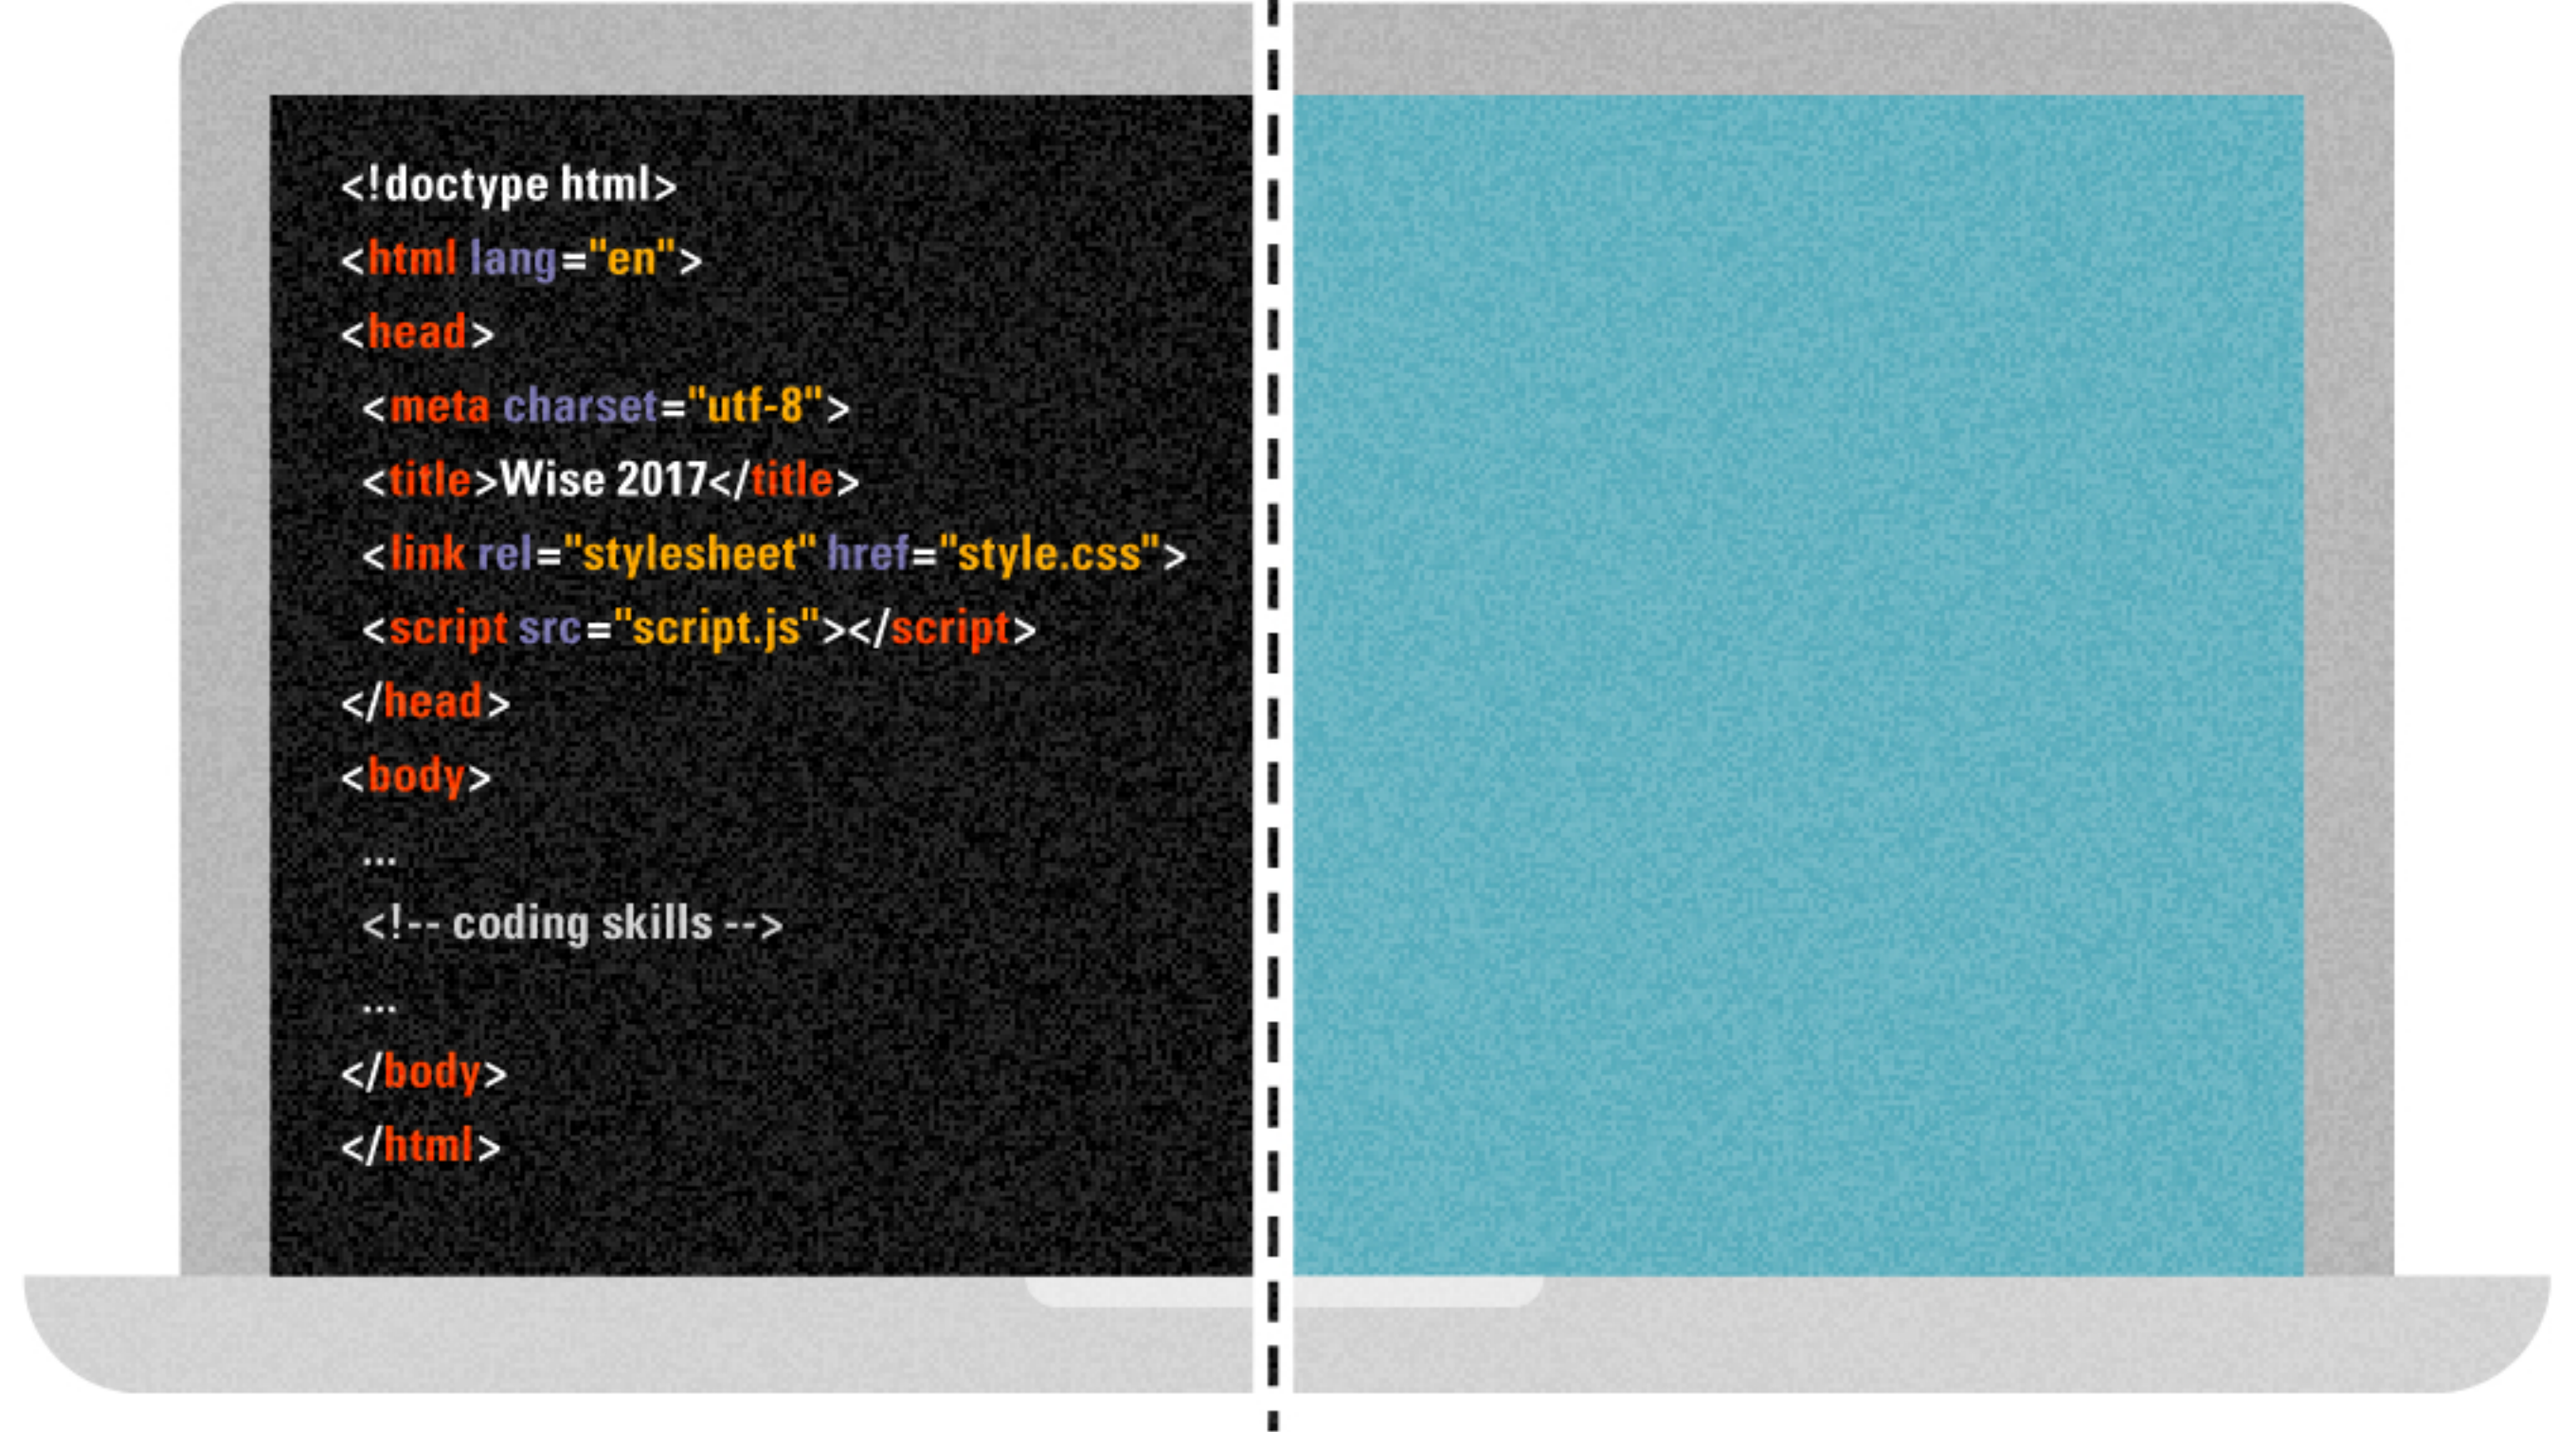 <!doctype html>
<html lang="en">
<head>
<meta charset="utf-8">
<title>Wise 2017</title>
<link rel="stylesheet" href="style.css">
<script src="script.js"></script>
</head>
<body>
...
<!-- coding skills -->
...
</body>
</html>